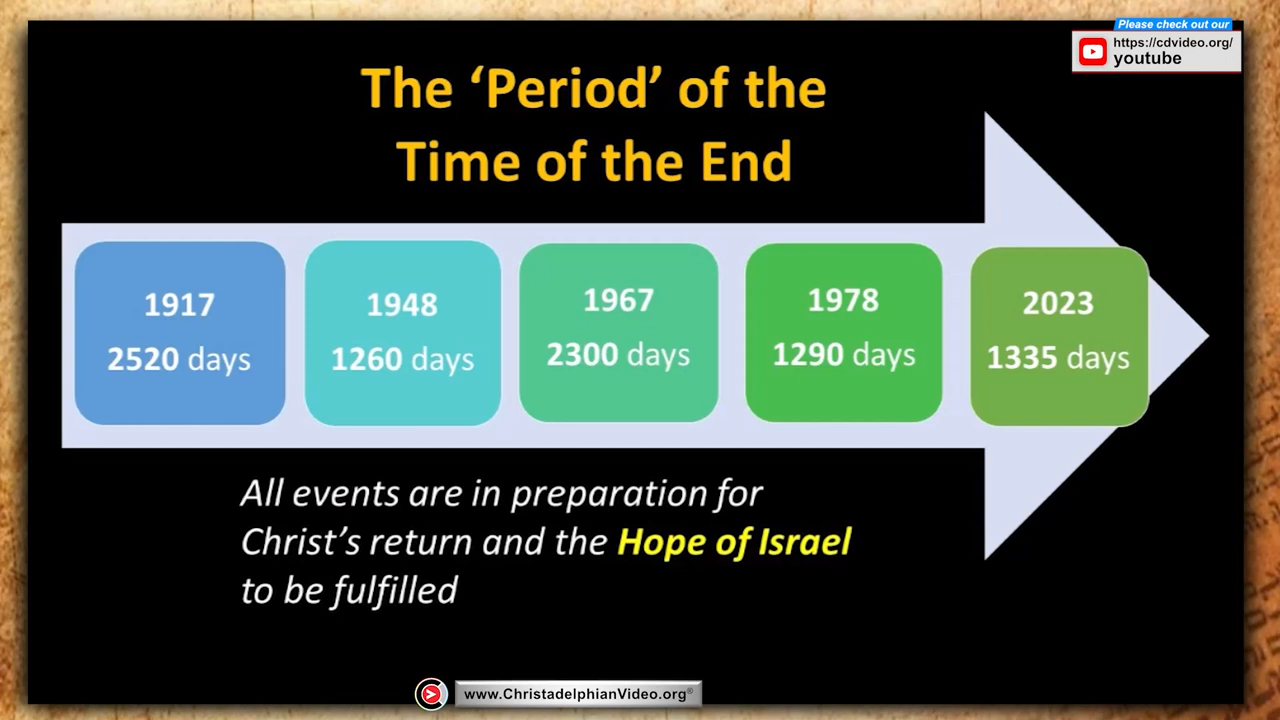 Please check out our
https://cdvideo.org/
youtube
The ‘Period’ of the
Time of the End
1917
2520 days
1948
1260 days
1967
2300 days
1978
1290 days
2023
1335 days
All events are in preparation for
Christ’s return and the Hope of Israel
to be fulfilled
www.ChristadelphianVideo.org®